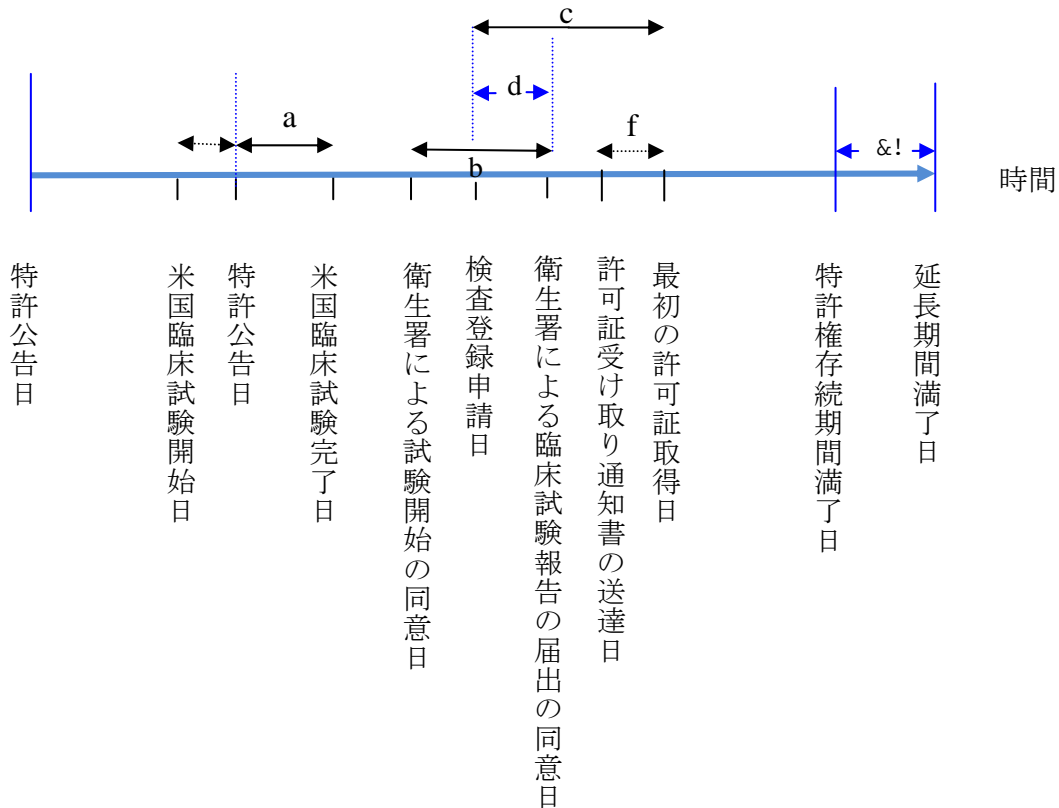 c
d
a
f
b
&!
時間
特許公告日
米国臨床試験開始日
特許公告日
米国臨床試験完了日
衛生署による試験開始の同意日
検査登録申請日
衛生署による臨床試験報告の届出の同意日
許可証受け取り通知書の送達日
最初の許可証取得日
特許権存続期間満了日
延長期間満了日